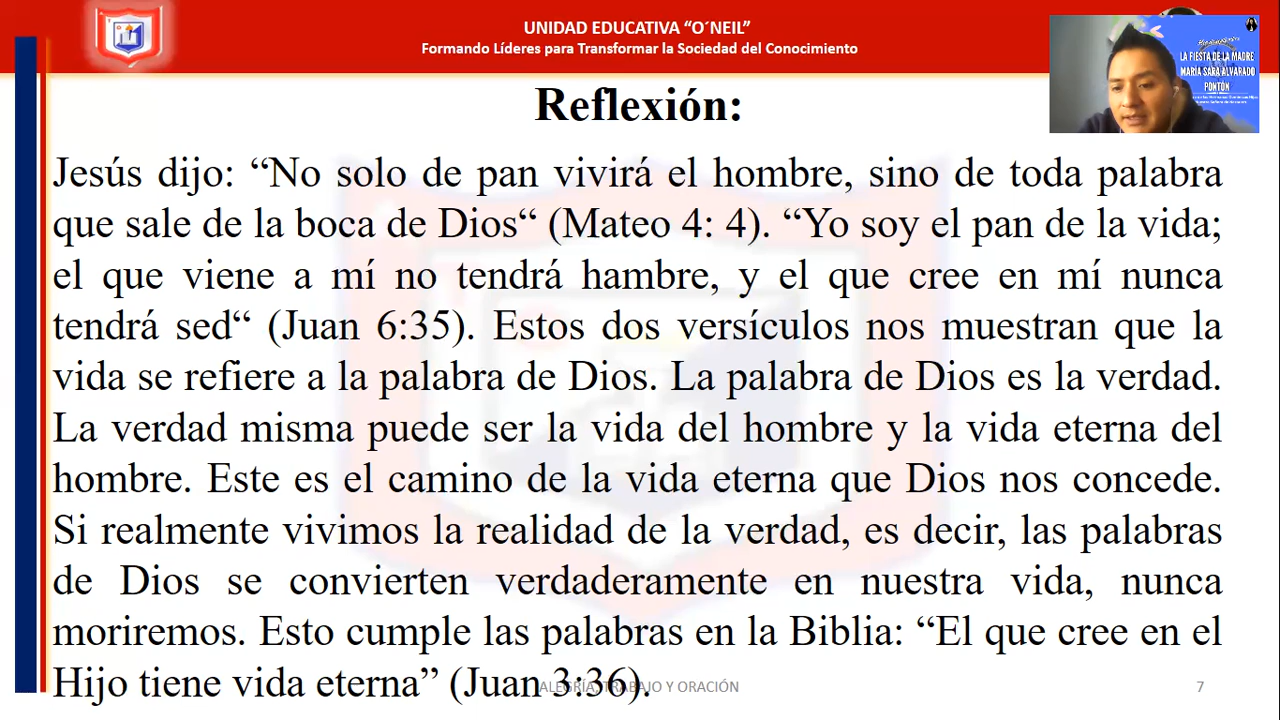 UNIDAD EDUCATIVA “O´NEIL”
Formando Líderes para Transformar la Sociedad del Conocimiento
LA FIESTA DE LA MADRE
MARIA SARA ALVARADO
PONTÓN
Reflexión:
Jesús dijo: “No solo de pan vivirá el hombre, sino de toda palabra
que sale de la boca de Dios“ (Mateo 4: 4). “Yo soy el pan de la vida;
el que viene a mí no tendrá hambre, y el que cree en mí nunca
tendrá sed“ (Juan 6:35). Estos dos versículos nos muestran que la
vida se refiere a la palabra de Dios. La palabra de Dios es la verdad.
La verdad misma puede ser la vida del hombre y la vida eterna del
hombre. Este es el camino de la vida eterna que Dios nos concede.
Si realmente vivimos la realidad de la verdad, es decir, las palabras
de Dios se convierten verdaderamente en nuestra vida, nunca
moriremos. Esto cumple las palabras en la Biblia: “El que cree en el
Hijo tiene vida eterna” (Juan 3:36).
ALEGRÍA, TRABAJO Y ORACIÓN
7